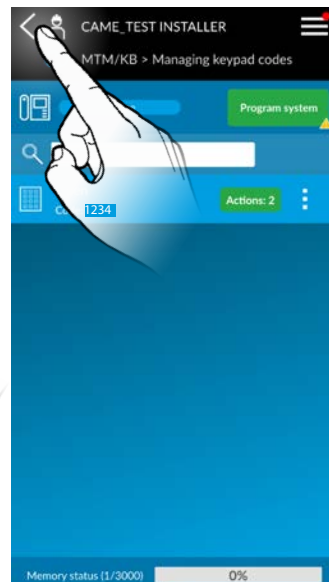 CAME_TEST INSTALLER
MTM/KB > Managing keypad codes
Program system
1234
Actions: 2
Memory status (1/3000)
0%